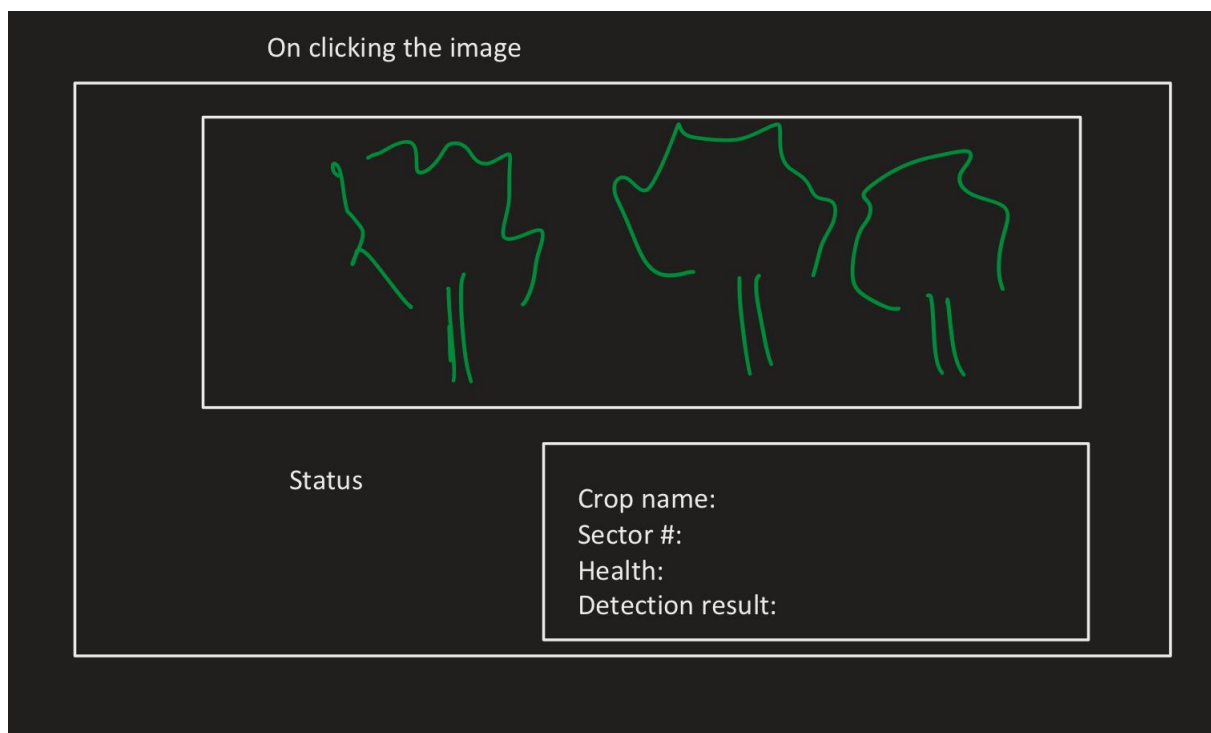 On clicking the image
Status
Crop name:
Sector #:
Health:
Detection result: